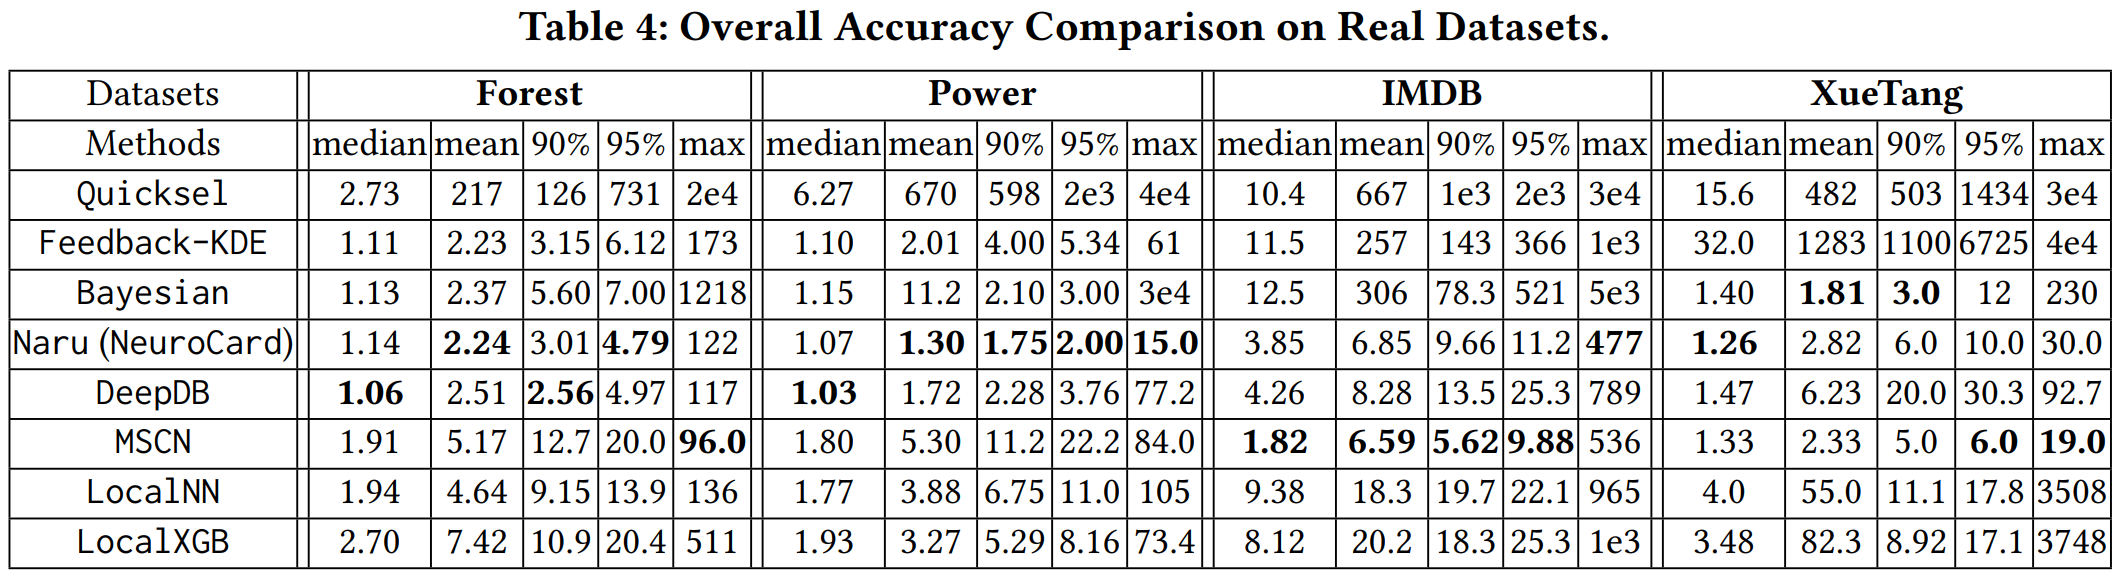 Table 4: Overall Accuracy Comparison on Real Datasets.
Datasets Forest Power IMDB XueTang
Methods median mean 90% 95% max median mean 90% 95% max median mean 90% 95% max median mean 90% 95% max
Quicksel 2.73 217 126 731 2e4 6.27 670 598 2e3 4e4 10.4 667 1e3 2e3 3e4 15.6 482 503 1434 3e4
Feedback-KDE 1.11 2.23 3.15 6.12 173 1.10 2.01 4.00 5.34 61 11.5 257 143 366 1e3 32.0 1283 1100 6725 4e4
Bayesian 1.13 2.37 5.60 7.00 1218 1.15 11.2 2.10 3.00 3e4 12.5 306 78.3 521 5e3 1.40 1.81 3.0 12 230
Naru (NeuroCard) 1.14 2.24 3.01 4.79 122 1.07 1.30 1.75 2.00 15.0 3.85 6.85 9.66 11.2 477 1.26 2.82 6.0 10.0 30.0
DeepDB 1.06 2.51 2.56 4.97 117 1.03 1.72 2.28 3.76 77.2 4.26 8.28 13.5 25.3 789 1.47 6.23 20.0 30.3 92.7
MSCN 1.91 5.17 12.7 20.0 96.0 1.80 5.30 11.2 22.2 84.0 1.82 6.59 5.62 9.88 536 1.33 2.33 5.0 6.0 19.0
LocalNN 1.94 4.64 9.15 13.9 136 1.77 3.88 6.75 11.0 105 9.38 18.3 19.7 22.1 965 4.0 55.0 11.1 17.8 3508
LocalXGB 2.70 7.42 10.9 20.4 511 1.93 3.27 5.29 8.16 73.4 8.12 20.2 18.3 25.3 1e3 3.48 82.3 8.92 17.1 3748